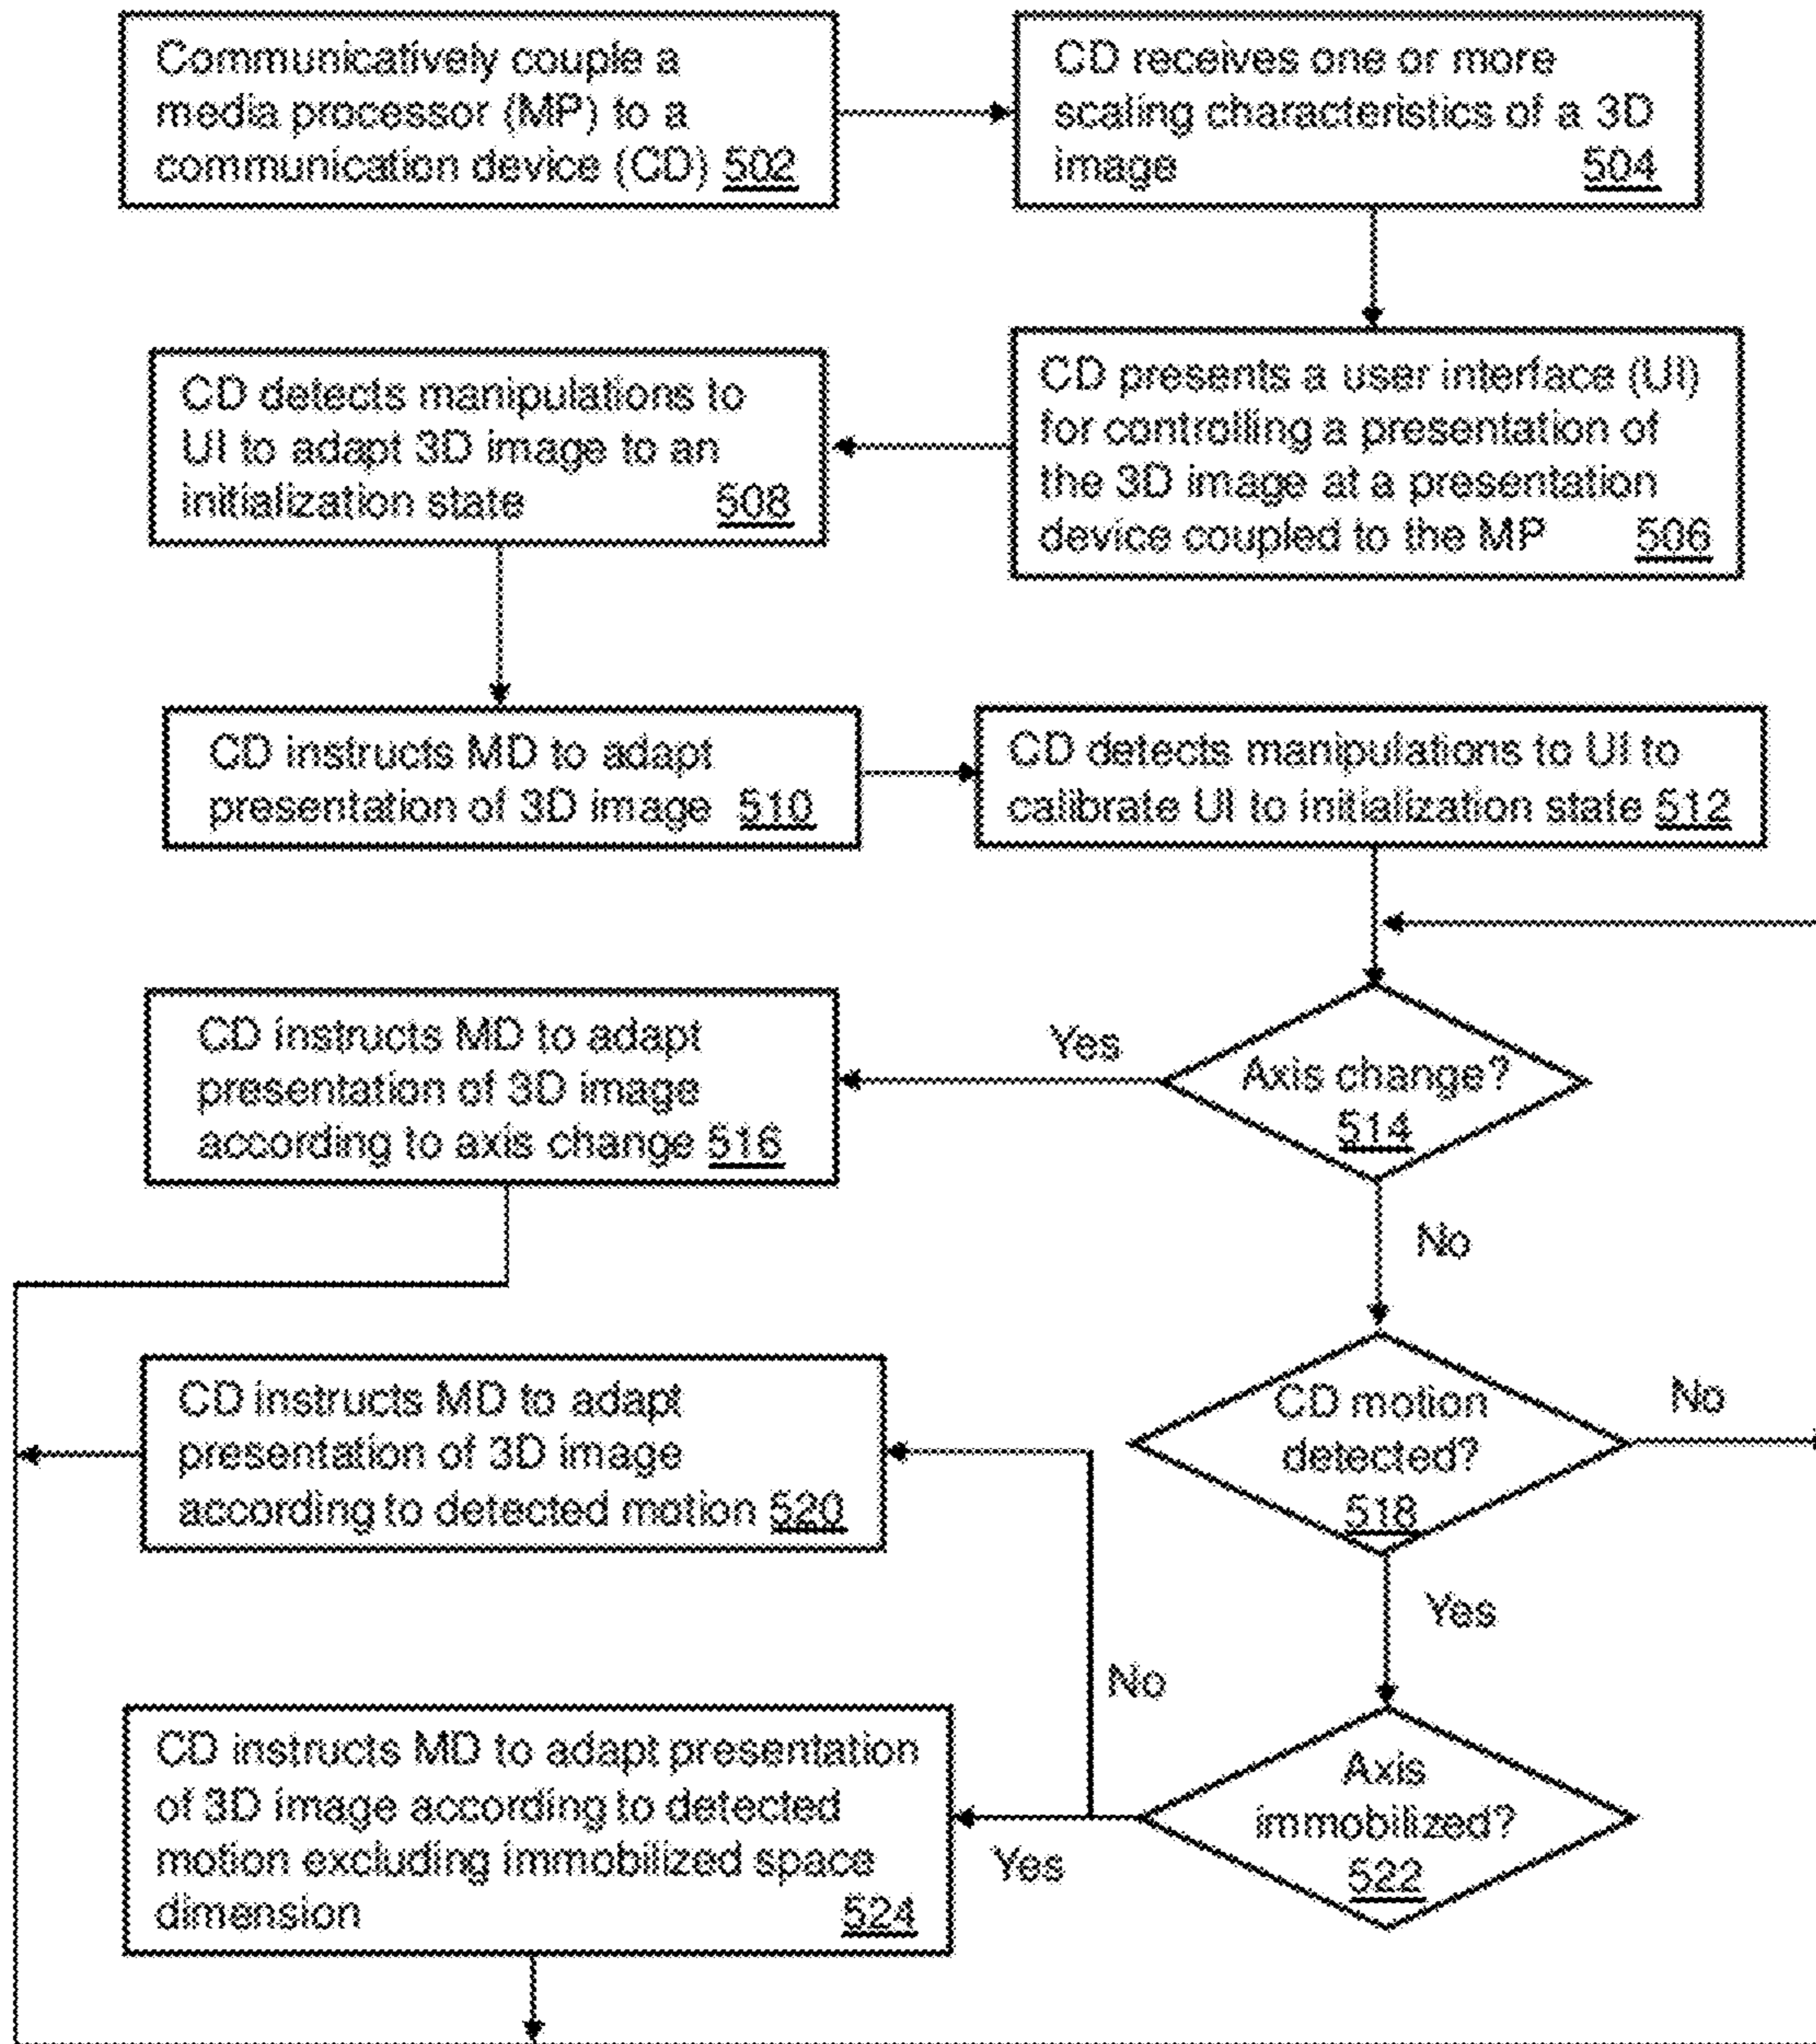 Communicatively couple a
media processor (MP) to a
communication device (CD) 502
CD receives one or more
scaling characteristics of a 3D
image 504
CD presents a user interface (UI)
for controlling a presentation of
the 3D image at a presentation
device coupled to the MP 506
CD detects manipulations to
UI to adapt 3D image to an
initialization state 508
CD instructs MD to adapt
presentation of 3D image 510
CD detects manipulations to UI to
calibrate UI to initialization state 512
Axis change?
514
Yes
CD instructs MD to adapt
presentation of 3D image
according to axis change 516
No
CD motion
detected?
518
No
Yes
CD instructs MD to adapt
presentation of 3D image
according to detected motion 520
No
Axis
immobilized?
522
Yes
CD instructs MD to adapt presentation
of 3D image according to detected
motion excluding immobilized space
dimension 524